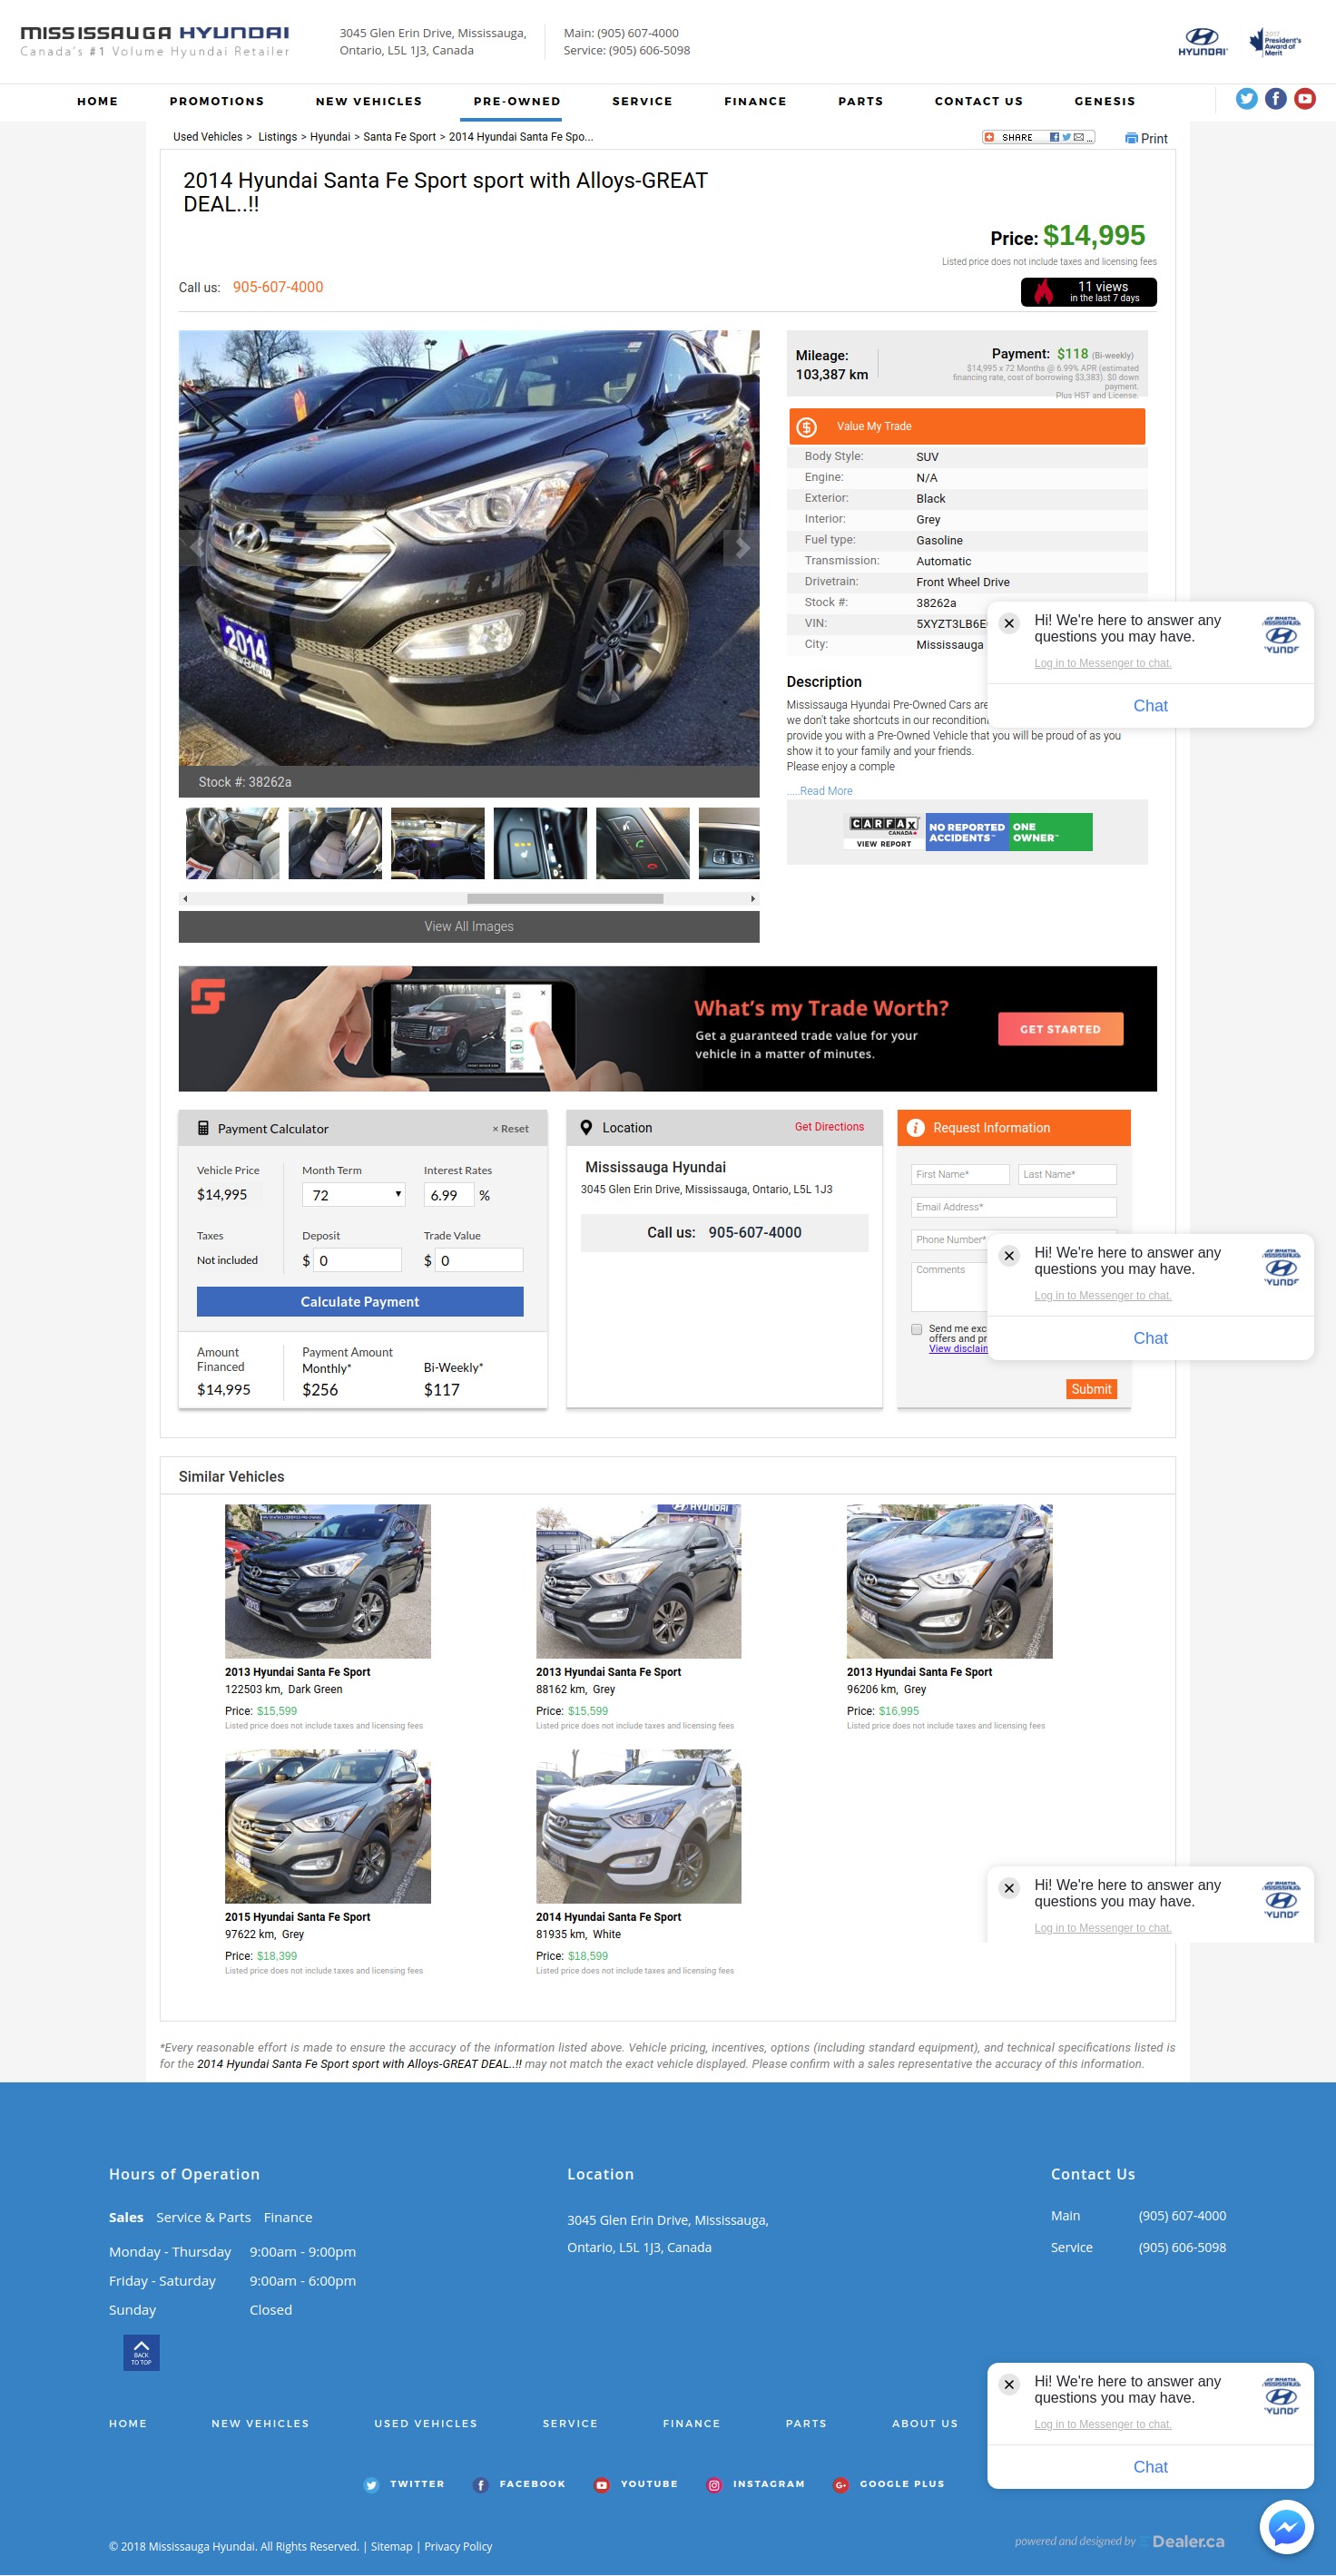 MISSISSAUGA HYUNDAI
Canada's #1 Volume Hyundai Retailer
3045 Glen Erin Drive, Mississauga,
Ontario, L5L 1J3, Canada
Main: (905) 607-4000
Service: (905) 606-5098
HYUNDAI
2017
President's
Award of
Merit
HOME PROMOTIONS NEW VEHICLES PRE-OWNED SERVICE FINANCE PARTS CONTACT US GENESIS
Used Vehicles > Listings > Hyundai > Santa Fe Sport > 2014 Hyundai Santa Fe Spo...
SHARE ...
Print
2014 Hyundai Santa Fe Sport sport with Alloys-GREAT
DEAL..!!
Price: $14,995
Listed price does not include taxes and licensing fees
Call us: 905-607-4000
11 views
in the last 7 days
2014
Stock #: 38262a
View All Images
Mileage:
103,387 km
Payment: $118 (Bi-weekly)
$14,995 x 72 Months @ 6.99% APR (estimated
financing rate, cost of borrowing $3,383). $0 down
payment.
Plus HST and License.
Value My Trade
Body Style: SUV
Engine: N/A
Exterior: Black
Interior: Grey
Fuel type: Gasoline
Transmission: Automatic
Drivetrain: Front Wheel Drive
Stock #: 38262a
VIN: 5XYZT3LB6E
City: Mississauga
Hi! We're here to answer any
questions you may have.
Log in to Messenger to chat.
Chat
Description
Mississauga Hyundai Pre-Owned Cars are
we don't take shortcuts in our recondition
provide you with a Pre-Owned Vehicle that you will be proud of as you
show it to your family and your friends.
Please enjoy a comple
.....Read More
CARFAX
CANADA
VIEW REPORT
NO REPORTED
ACCIDENTS™
ONE
OWNER™
What's my Trade Worth?
Get a guaranteed trade value for your
vehicle in a matter of minutes.
GET STARTED
Payment Calculator × Reset
Vehicle Price Month Term Interest Rates
$14,995 72 6.99 %
Taxes Deposit Trade Value
Not included $ 0 $ 0
Calculate Payment
Amount
Financed
$14,995
Payment Amount
Monthly* Bi-Weekly*
$256 $117
Location Get Directions
Mississauga Hyundai
3045 Glen Erin Drive, Mississauga, Ontario, L5L 1J3
Call us: 905-607-4000
Request Information
First Name* Last Name*
Email Address*
Phone Number*
Comments
Send me exc
offers and pr
View disclaim
Submit
Hi! We're here to answer any
questions you may have.
Log in to Messenger to chat.
Chat
Similar Vehicles
2013 Hyundai Santa Fe Sport
122503 km, Dark Green
Price: $15,599
Listed price does not include taxes and licensing fees
2013 Hyundai Santa Fe Sport
88162 km, Grey
Price: $15,599
Listed price does not include taxes and licensing fees
2013 Hyundai Santa Fe Sport
96206 km, Grey
Price: $16,995
Listed price does not include taxes and licensing fees
2015 Hyundai Santa Fe Sport
97622 km, Grey
Price: $18,399
Listed price does not include taxes and licensing fees
2014 Hyundai Santa Fe Sport
81935 km, White
Price: $18,599
Listed price does not include taxes and licensing fees
Hi! We're here to answer any
questions you may have.
Log in to Messenger to chat.
*Every reasonable effort is made to ensure the accuracy of the information listed above. Vehicle pricing, incentives, options (including standard equipment), and technical specifications listed is
for the 2014 Hyundai Santa Fe Sport sport with Alloys-GREAT DEAL..!! may not match the exact vehicle displayed. Please confirm with a sales representative the accuracy of this information.
Hours of Operation
Sales Service & Parts Finance
Monday - Thursday 9:00am - 9:00pm
Friday - Saturday 9:00am - 6:00pm
Sunday Closed
BACK
TO TOP
Location
3045 Glen Erin Drive, Mississauga,
Ontario, L5L 1J3, Canada
Contact Us
Main (905) 607-4000
Service (905) 606-5098
HOME NEW VEHICLES USED VEHICLES SERVICE FINANCE PARTS ABOUT US
Hi! We're here to answer any
questions you may have.
Log in to Messenger to chat.
Chat
TWITTER FACEBOOK YOUTUBE INSTAGRAM GOOGLE PLUS
© 2018 Mississauga Hyundai. All Rights Reserved. | Sitemap | Privacy Policy
powered and designed by EDealer.ca